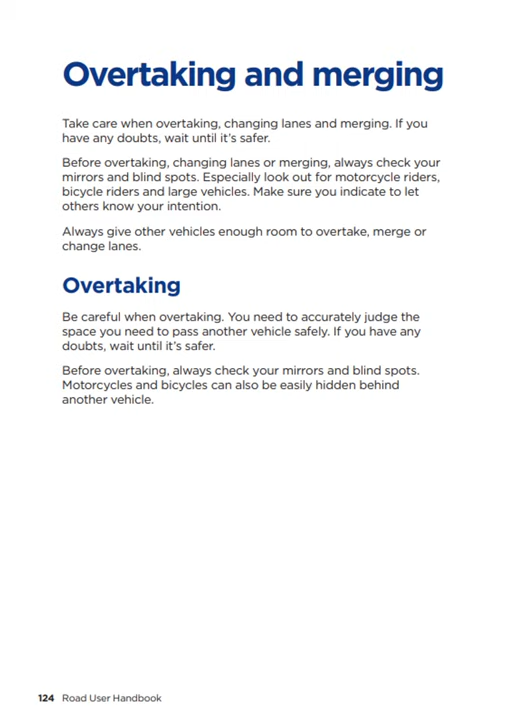 Overtaking and merging
Take care when overtaking, changing lanes and merging. If you
have any doubts, wait until it's safer.
Before overtaking, changing lanes or merging, always check your
mirrors and blind spots. Especially look out for motorcycle riders,
bicycle riders and large vehicles. Make sure you indicate to let
others know your intention.
Always give other vehicles enough room to overtake, merge or
change lanes.
Overtaking
Be careful when overtaking. You need to accurately judge the
space you need to pass another vehicle safely. If you have any
doubts, wait until it's safer.
Before overtaking, always check your mirrors and blind spots.
Motorcycles and bicycles can also be easily hidden behind
another vehicle.
124 Road User Handbook